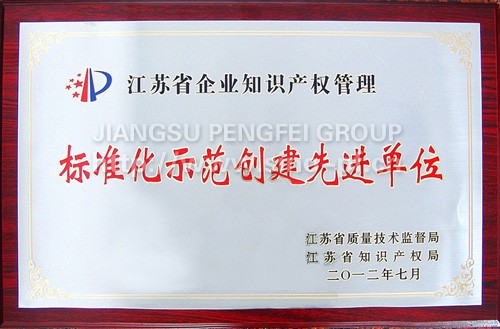 江苏省企业知识产权管理
JIANGSU PENGFEI GROUP
标准化示范创建先进单位
江苏省质量技术监督局
江苏省知识产权局
二〇一二年七月